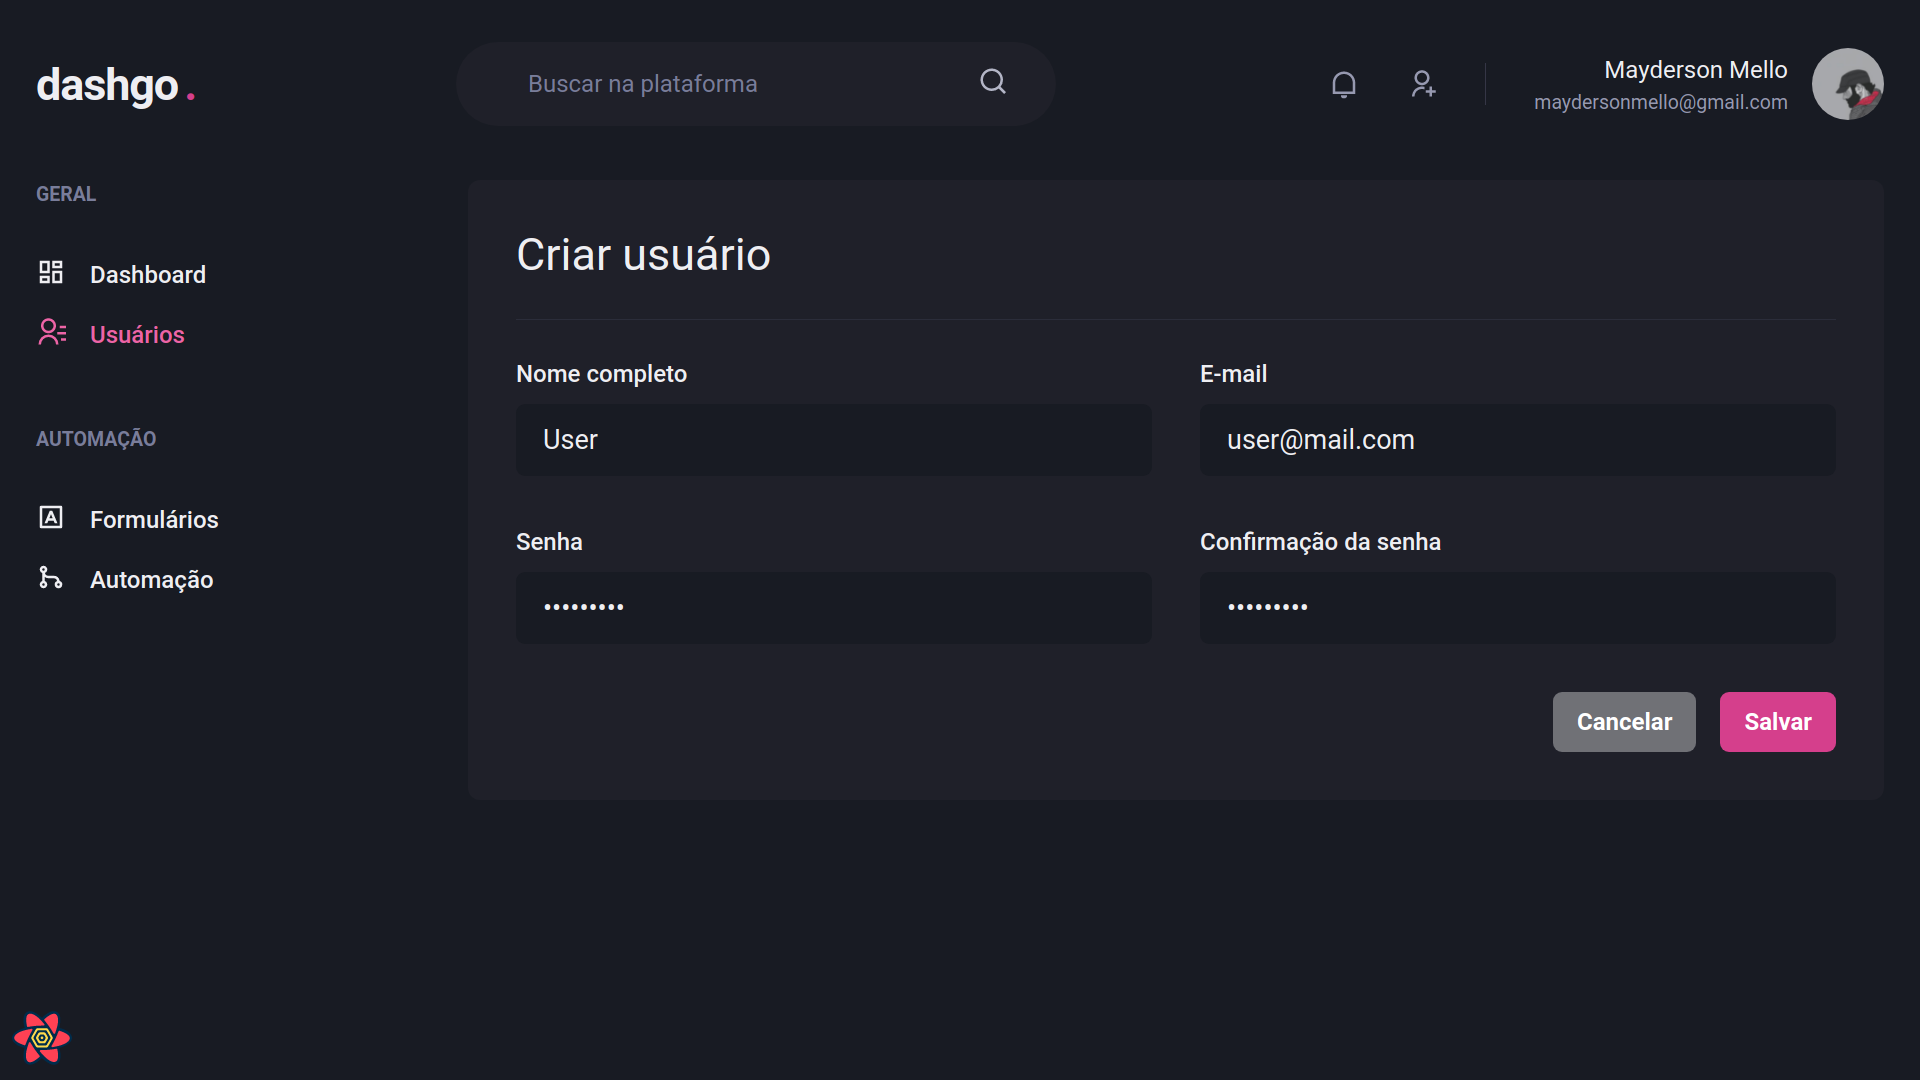 dashgo.
Buscar na plataforma
Mayderson Mello
maydersonmello@gmail.com
GERAL
Dashboard
Usuários
AUTOMAÇÃO
Formulários
Automação
Criar usuário
Nome completo
E-mail
User
user@mail.com
Senha
Confirmação da senha
•••••••••
•••••••••
Cancelar
Salvar